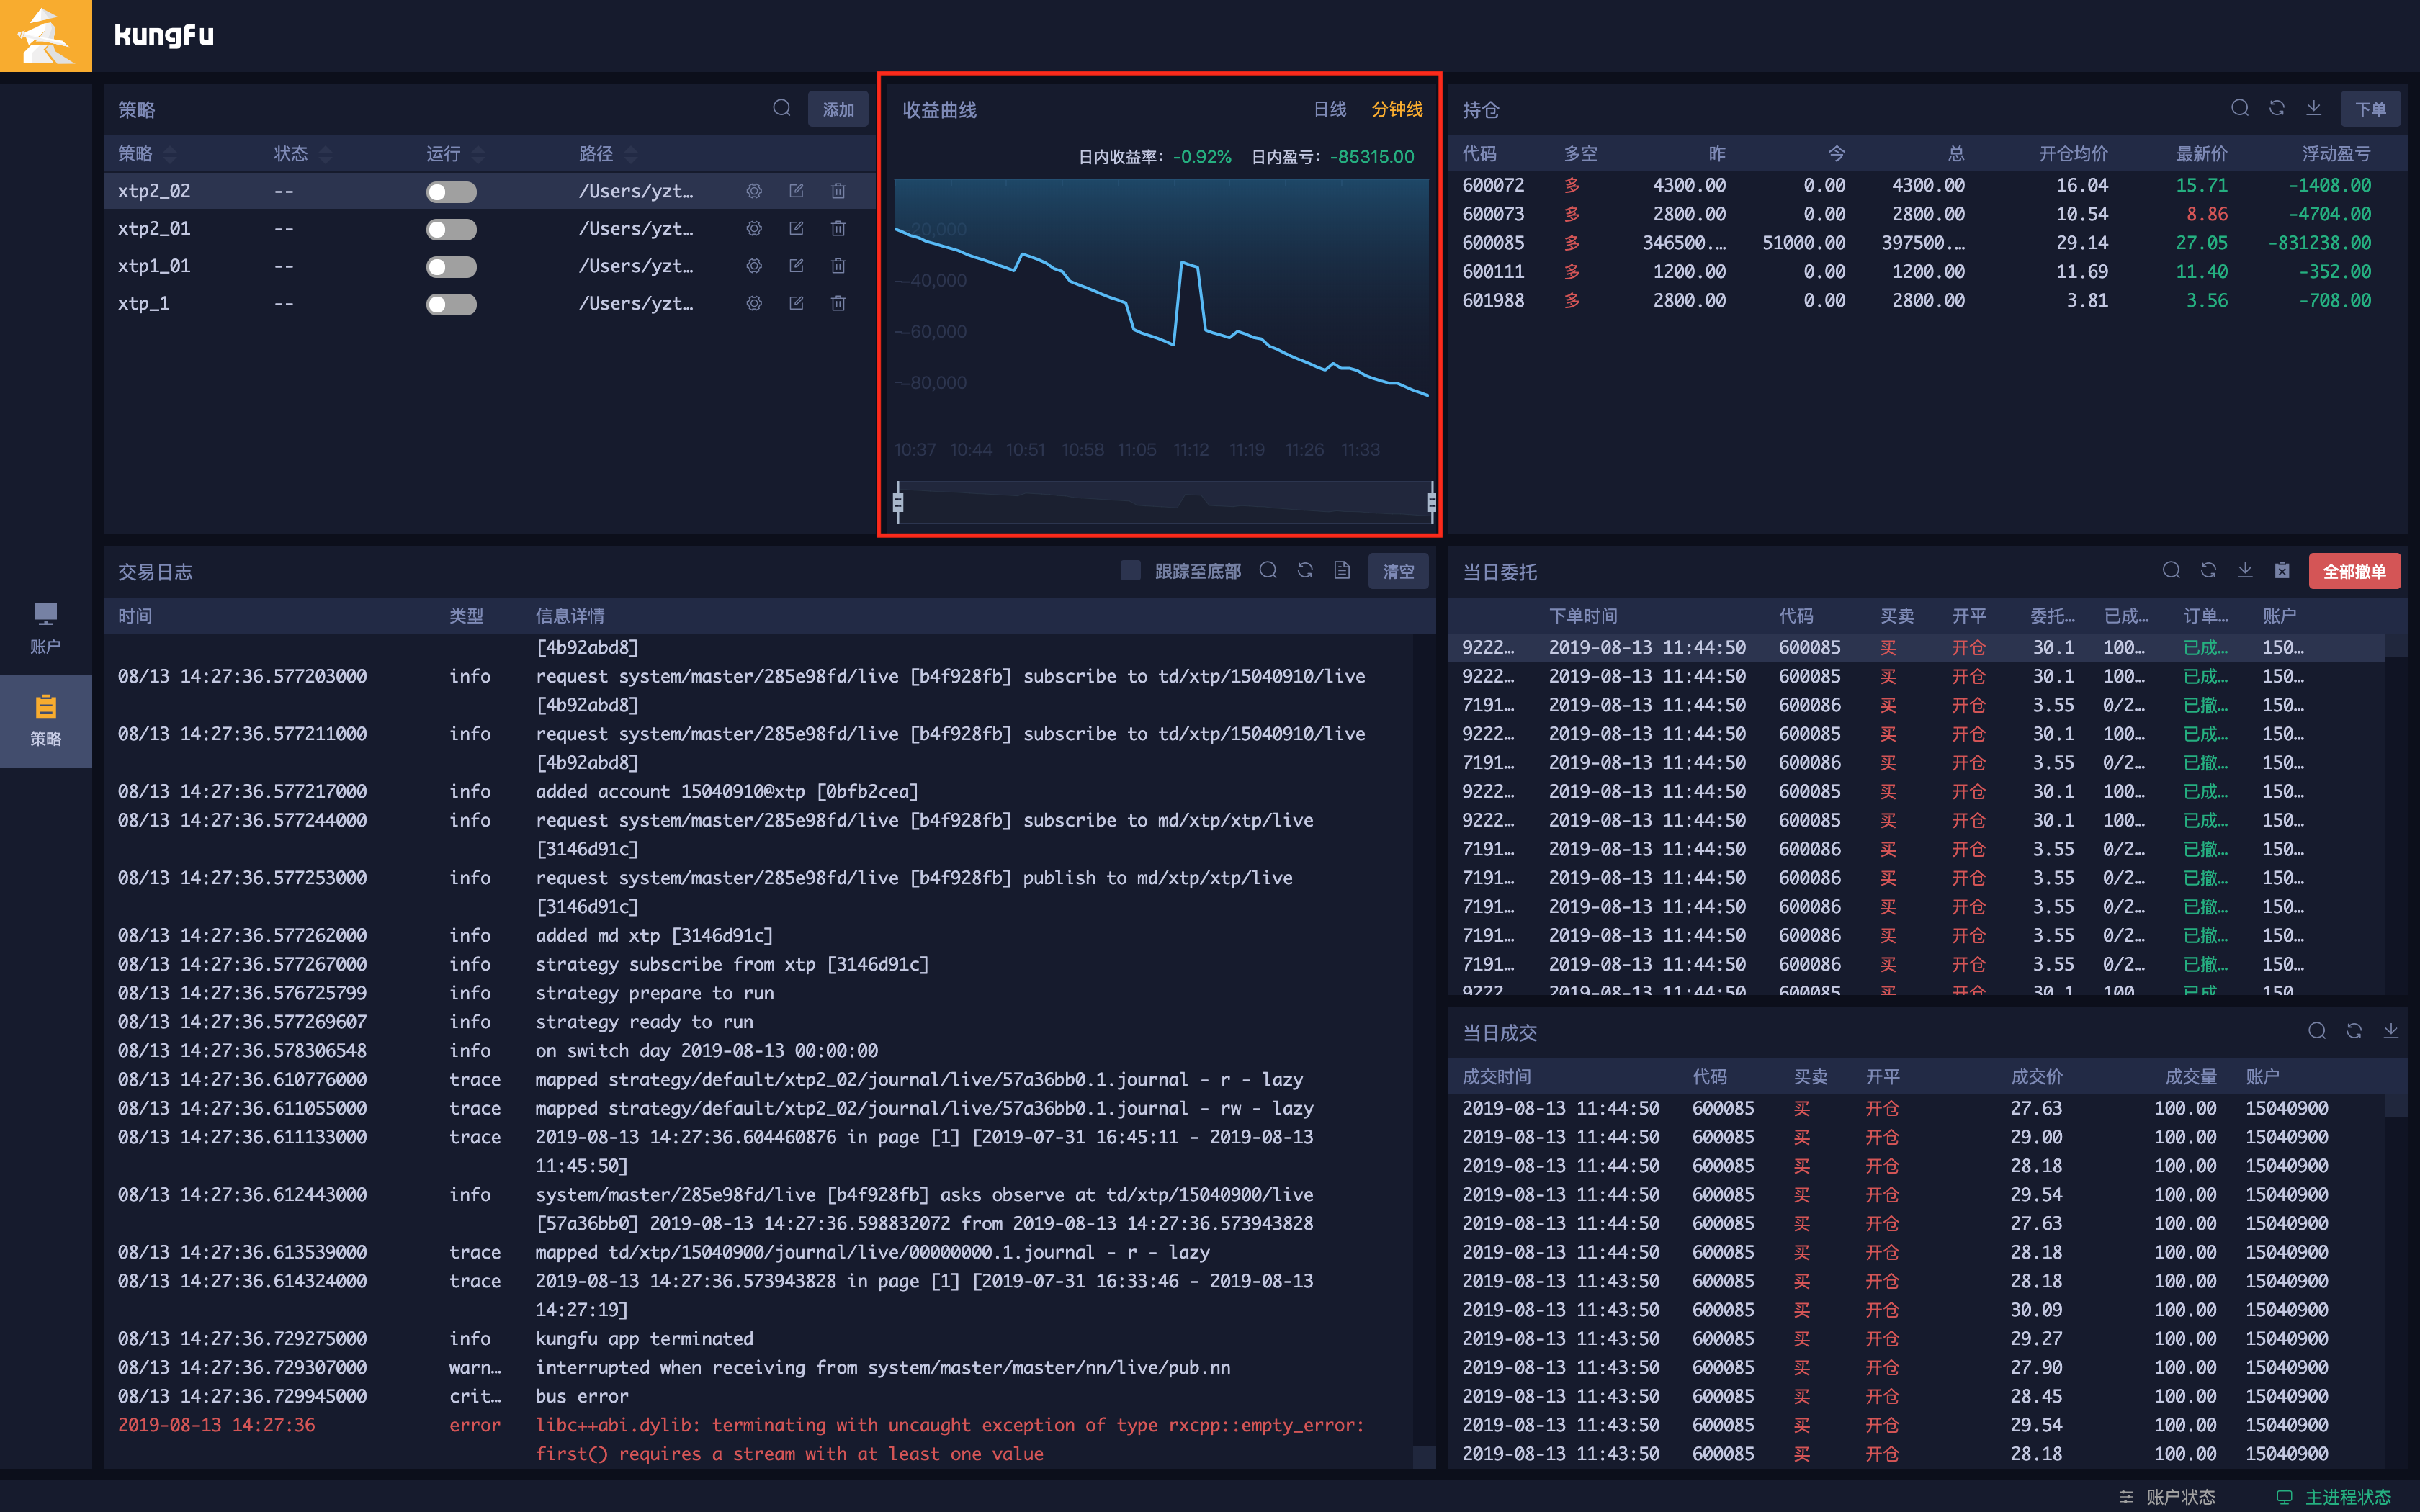 kungfu
策略 添加
策略 状态 运行 路径
xtp2_02 -- /Users/yzt...
xtp2_01 -- /Users/yzt...
xtp1_01 -- /Users/yzt...
xtp_1 -- /Users/yzt...
收益曲线 日线 分钟线
日内收益率: -0.92% 日内盈亏: -85315.00
-20,000
-40,000
-60,000
-80,000
10:37 10:44 10:51 10:58 11:05 11:12 11:19 11:26 11:33
持仓 下单
代码 多空 昨 今 总 开仓均价 最新价 浮动盈亏
600072 多 4300.00 0.00 4300.00 16.04 15.71 -1408.00
600073 多 2800.00 0.00 2800.00 10.54 8.86 -4704.00
600085 多 346500.… 51000.00 397500.… 29.14 27.05 -831238.00
600111 多 1200.00 0.00 1200.00 11.69 11.40 -352.00
601988 多 2800.00 0.00 2800.00 3.81 3.56 -708.00
账户
策略
交易日志 跟踪至底部 清空
时间 类型 信息详情
[4b92abd8]
08/13 14:27:36.577203000 info request system/master/285e98fd/live [b4f928fb] subscribe to td/xtp/15040910/live
[4b92abd8]
08/13 14:27:36.577211000 info request system/master/285e98fd/live [b4f928fb] subscribe to td/xtp/15040910/live
[4b92abd8]
08/13 14:27:36.577217000 info added account 15040910@xtp [0bfb2cea]
08/13 14:27:36.577244000 info request system/master/285e98fd/live [b4f928fb] subscribe to md/xtp/xtp/live
[3146d91c]
08/13 14:27:36.577253000 info request system/master/285e98fd/live [b4f928fb] publish to md/xtp/xtp/live
[3146d91c]
08/13 14:27:36.577262000 info added md xtp [3146d91c]
08/13 14:27:36.577267000 info strategy subscribe from xtp [3146d91c]
08/13 14:27:36.576725799 info strategy prepare to run
08/13 14:27:36.577269607 info strategy ready to run
08/13 14:27:36.578306548 info on switch day 2019-08-13 00:00:00
08/13 14:27:36.610776000 trace mapped strategy/default/xtp2_02/journal/live/57a36bb0.1.journal - r - lazy
08/13 14:27:36.611055000 trace mapped strategy/default/xtp2_02/journal/live/57a36bb0.1.journal - rw - lazy
08/13 14:27:36.611133000 trace 2019-08-13 14:27:36.604460876 in page [1] [2019-07-31 16:45:11 - 2019-08-13
11:45:50]
08/13 14:27:36.612443000 info system/master/285e98fd/live [b4f928fb] asks observe at td/xtp/15040900/live
[57a36bb0] 2019-08-13 14:27:36.598832072 from 2019-08-13 14:27:36.573943828
08/13 14:27:36.613539000 trace mapped td/xtp/15040900/journal/live/00000000.1.journal - r - lazy
08/13 14:27:36.614324000 trace 2019-08-13 14:27:36.573943828 in page [1] [2019-07-31 16:33:46 - 2019-08-13
14:27:19]
08/13 14:27:36.729275000 info kungfu app terminated
08/13 14:27:36.729307000 warn… interrupted when receiving from system/master/master/nn/live/pub.nn
08/13 14:27:36.729945000 crit… bus error
2019-08-13 14:27:36 error libc++abi.dylib: terminating with uncaught exception of type rxcpp::empty_error:
first() requires a stream with at least one value
当日委托 全部撤单
下单时间 代码 买卖 开平 委托… 已成… 订单… 账户
9222… 2019-08-13 11:44:50 600085 买 开仓 30.1 100… 已成… 150…
9222… 2019-08-13 11:44:50 600085 买 开仓 30.1 100… 已成… 150…
7191… 2019-08-13 11:44:50 600086 买 开仓 3.55 0/2… 已撤… 150…
9222… 2019-08-13 11:44:50 600085 买 开仓 30.1 100… 已成… 150…
7191… 2019-08-13 11:44:50 600086 买 开仓 3.55 0/2… 已撤… 150…
9222… 2019-08-13 11:44:50 600085 买 开仓 30.1 100… 已成… 150…
9222… 2019-08-13 11:44:50 600085 买 开仓 30.1 100… 已成… 150…
7191… 2019-08-13 11:44:50 600086 买 开仓 3.55 0/2… 已撤… 150…
7191… 2019-08-13 11:44:50 600086 买 开仓 3.55 0/2… 已撤… 150…
7191… 2019-08-13 11:44:50 600086 买 开仓 3.55 0/2… 已撤… 150…
7191… 2019-08-13 11:44:50 600086 买 开仓 3.55 0/2… 已撤… 150…
7191… 2019-08-13 11:44:50 600086 买 开仓 3.55 0/2… 已撤… 150…
9222… 2019-08-13 11:44:50 600085 买 开仓 30.1 100… 已成… 150…
当日成交
成交时间 代码 买卖 开平 成交价 成交量 账户
2019-08-13 11:44:50 600085 买 开仓 27.63 100.00 15040900
2019-08-13 11:44:50 600085 买 开仓 29.00 100.00 15040900
2019-08-13 11:44:50 600085 买 开仓 28.18 100.00 15040900
2019-08-13 11:44:50 600085 买 开仓 29.54 100.00 15040900
2019-08-13 11:44:50 600085 买 开仓 27.63 100.00 15040900
2019-08-13 11:44:50 600085 买 开仓 28.18 100.00 15040900
2019-08-13 11:43:50 600085 买 开仓 28.18 100.00 15040900
2019-08-13 11:43:50 600085 买 开仓 30.09 100.00 15040900
2019-08-13 11:43:50 600085 买 开仓 29.27 100.00 15040900
2019-08-13 11:43:50 600085 买 开仓 27.90 100.00 15040900
2019-08-13 11:43:50 600085 买 开仓 28.45 100.00 15040900
2019-08-13 11:43:50 600085 买 开仓 29.54 100.00 15040900
2019-08-13 11:43:50 600085 买 开仓 28.18 100.00 15040900
账户状态 主进程状态